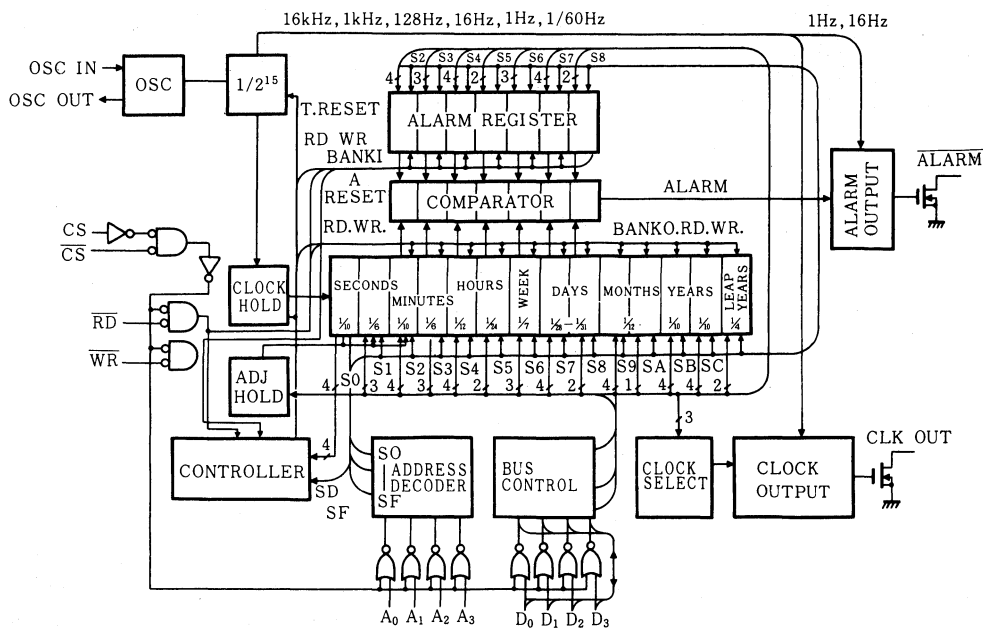 16kHz, 1kHz, 128Hz, 16Hz, 1Hz, 1/60Hz
1Hz, 16Hz
OSC IN
OSC OUT
OSC
1/2¹⁵
S2 S3 S4 S5 S6 S7 S8
4 3 4 2 3 4 2
T.RESET
ALARM REGISTER
RD WR
BANKI
A
RESET
COMPARATOR
ALARM
ALARM
OUTPUT
ALARM
RD.WR.
BANKO.RD.WR.
CS
CS
RD
WR
CLOCK
HOLD
SECONDS
MINUTES
HOURS
WEEK
DAYS
MONTHS
YEARS
LEAP
YEARS
1/10 1/6 1/10 1/6 1/12 1/24 1/7 1/28 — 1/31 1/12 1/10 1/10 1/4
ADJ
HOLD
S0 S1 S2 S3 S4 S5 S6 S7 S8 S9 SA SB SC
4 3 4 3 4 2 3 4 2 4 1 4 4 2
3
CONTROLLER
4
SD
SF
SO
ADDRESS
DECODER
SF
BUS
CONTROL
CLOCK
SELECT
CLOCK
OUTPUT
CLK OUT
A₀ A₁ A₂ A₃
D₀ D₁ D₂ D₃